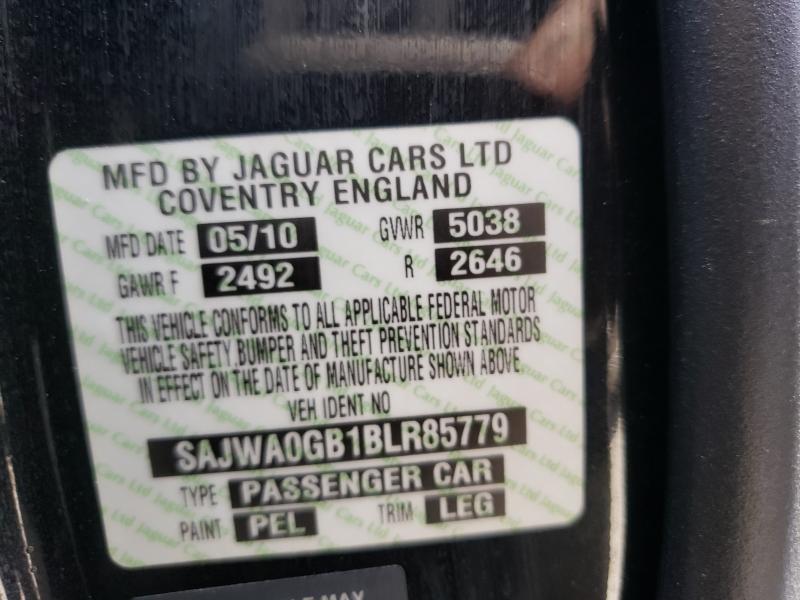 MFD BY JAGUAR CARS LTD
COVENTRY ENGLAND
MFD DATE 05/10 GVWR 5038
GAWR F 2492 R 2646
THIS VEHICLE CONFORMS TO ALL APPLICABLE FEDERAL MOTOR
VEHICLE SAFETY BUMPER AND THEFT PREVENTION STANDARDS
IN EFFECT ON THE DATE OF MANUFACTURE SHOWN ABOVE
VEH IDENT NO
SAJWA0GB1BLR85779
TYPE PASSENGER CAR
PAINT PEL TRIM LEG
MAX